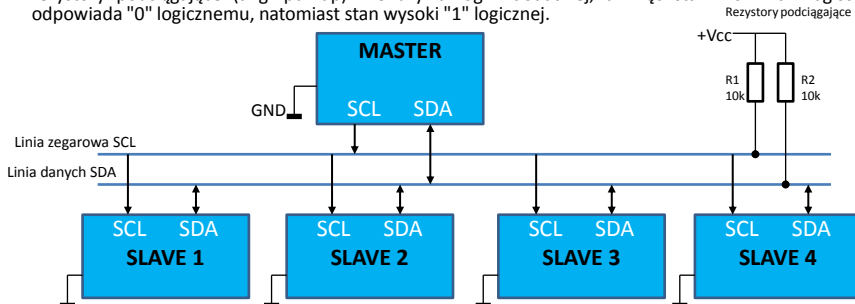 odpowiada "0" logicznemu, natomiast stan wysoki "1" logicznej.
Rezystory podciągające
+Vcc
MASTER
R1
10k
R2
10k
GND
SCL SDA
Linia zegarowa SCL
Linia danych SDA
SCL SDA
SLAVE 1
SCL SDA
SLAVE 2
SCL SDA
SLAVE 3
SCL SDA
SLAVE 4